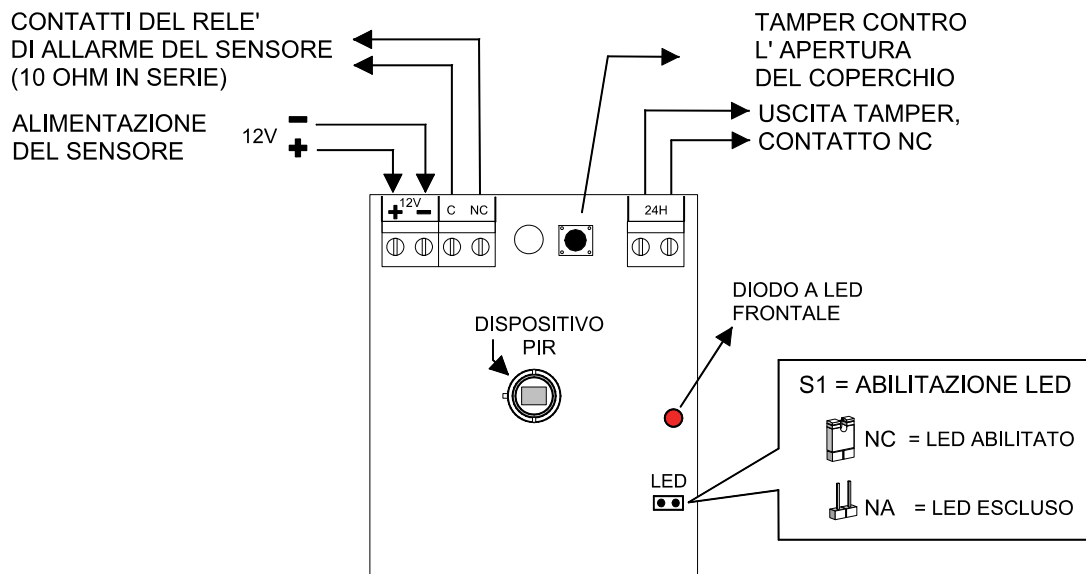 CONTATTI DEL RELE'
DI ALLARME DEL SENSORE
(10 OHM IN SERIE)
ALIMENTAZIONE
DEL SENSORE
12V
-
+
TAMPER CONTRO
L' APERTURA
DEL COPERCHIO
USCITA TAMPER,
CONTATTO NC
+ 12V - C NC
24H
DISPOSITIVO
PIR
DIODO A LED
FRONTALE
LED
S1 = ABILITAZIONE LED
NC = LED ABILITATO
NA = LED ESCLUSO